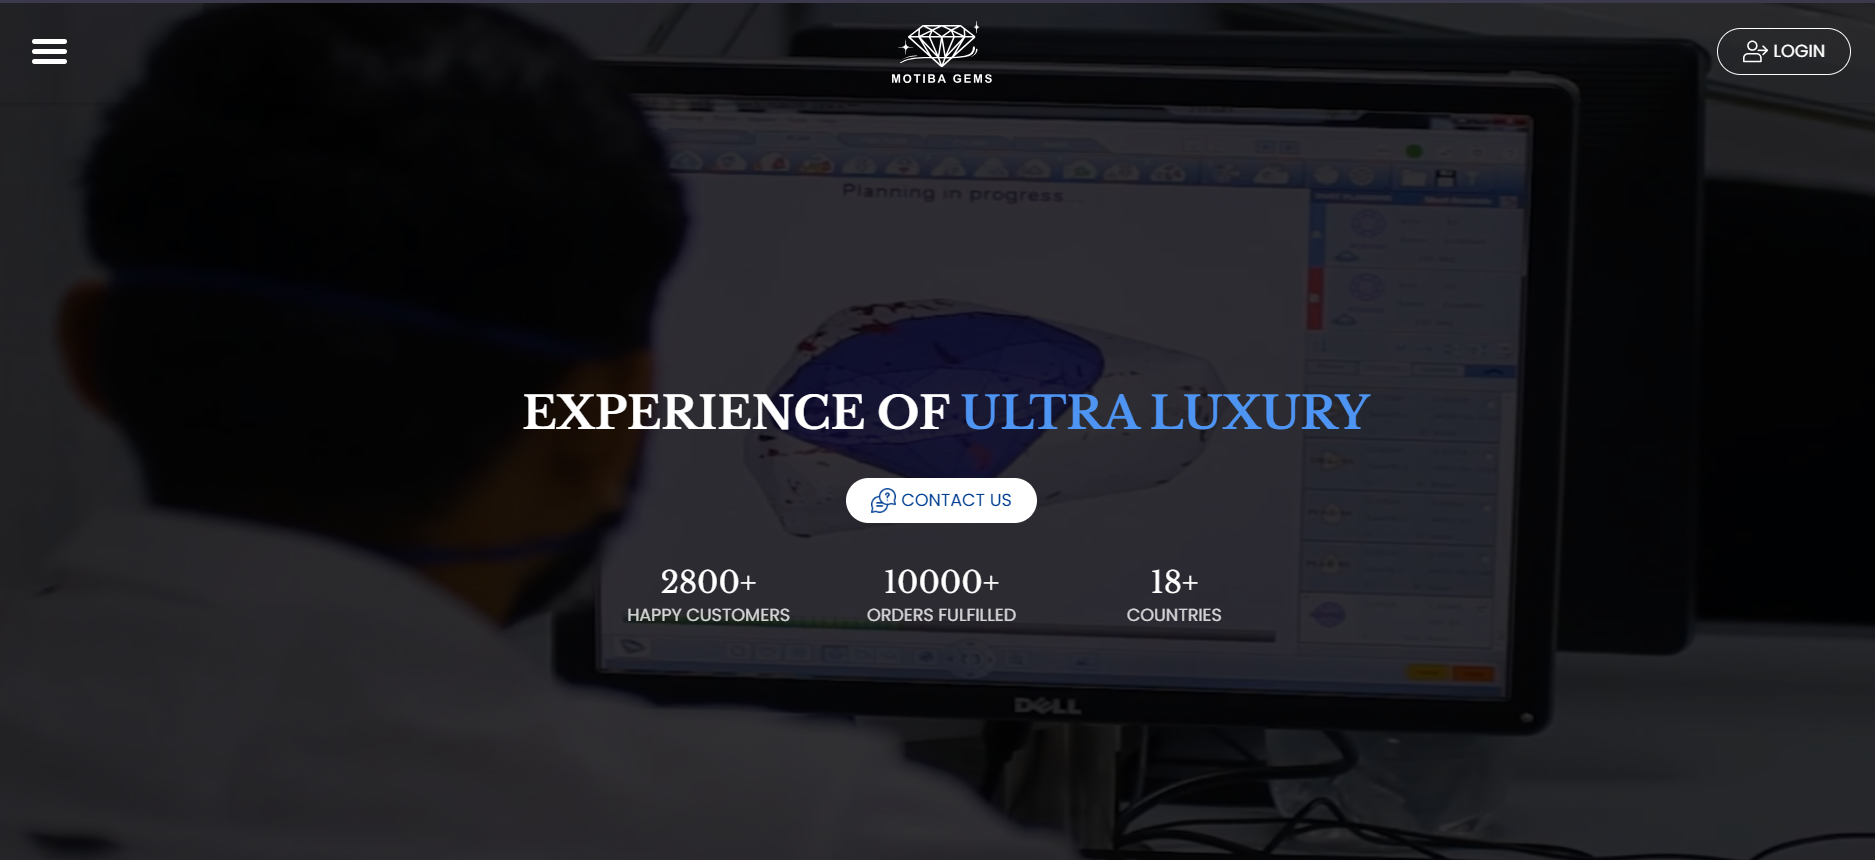 MOTIBA GEMS
LOGIN
Planning in progress...
EXPERIENCE OF ULTRA LUXURY
CONTACT US
2800+ 10000+ 18+
HAPPY CUSTOMERS ORDERS FULFILLED COUNTRIES
DELL